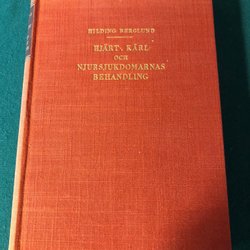 HILDING BERGLUND
HJÄRT-, KÄRL-
OCH
NJURSJUKDOMARNAS
BEHANDLING